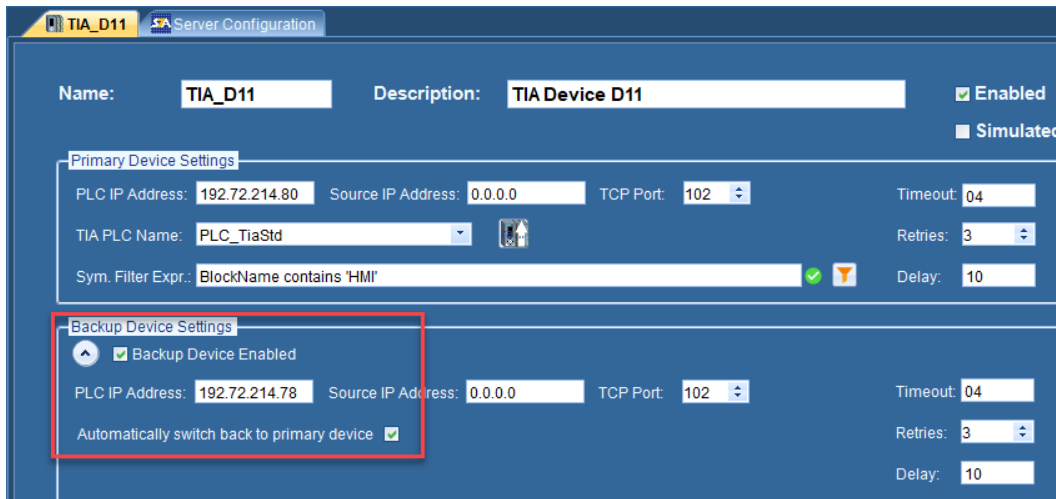 TIA_D11 Server Configuration
Name: TIA_D11 Description: TIA Device D11 Enabled
Simulated
Primary Device Settings
PLC IP Address: 192.72.214.80 Source IP Address: 0.0.0.0 TCP Port: 102 Timeout: 04
TIA PLC Name: PLC_TiaStd Retries: 3
Sym. Filter Expr.: BlockName contains 'HMI' Delay: 10
Backup Device Settings
Backup Device Enabled
PLC IP Address: 192.72.214.78 Source IP Address: 0.0.0.0 TCP Port: 102 Timeout: 04
Automatically switch back to primary device Retries: 3
Delay: 10